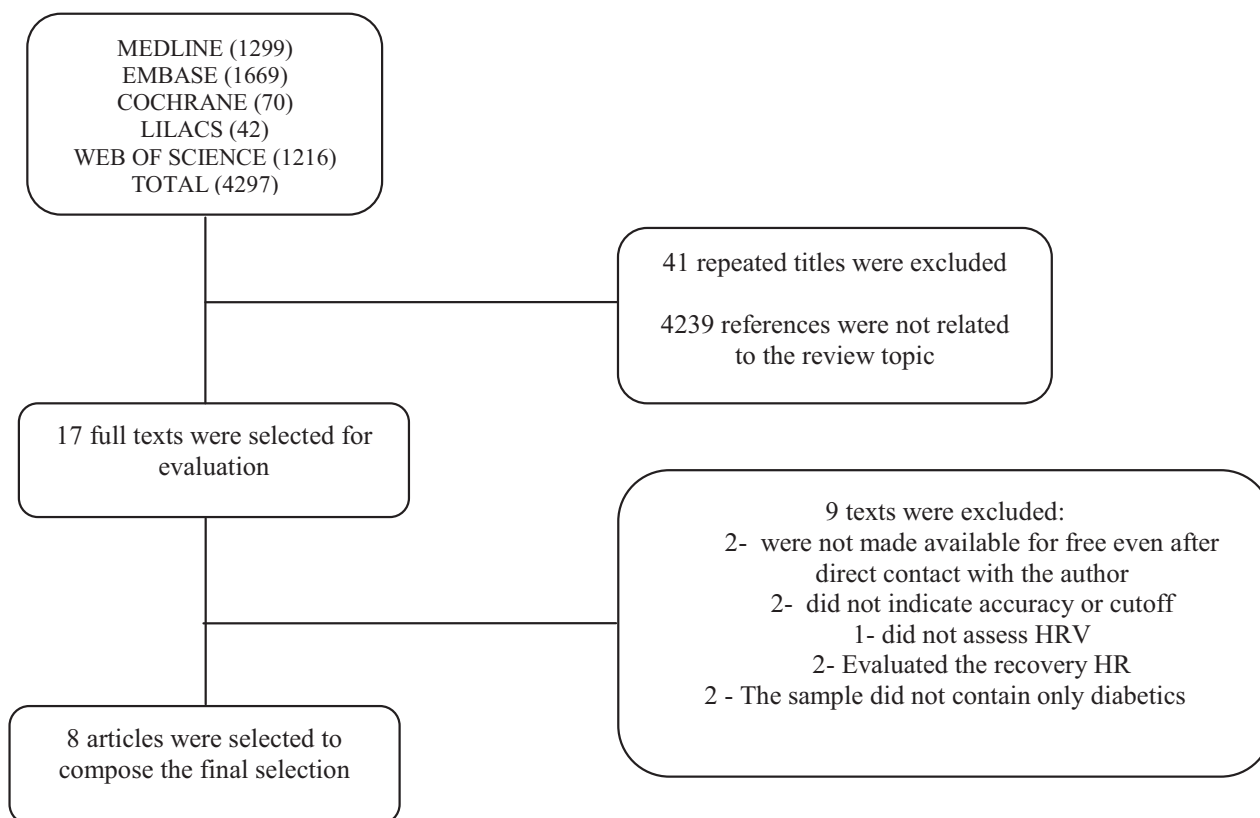 MEDLINE (1299)
EMBASE (1669)
COCHRANE (70)
LILACS (42)
WEB OF SCIENCE (1216)
TOTAL (4297)
41 repeated titles were excluded
4239 references were not related
to the review topic
17 full texts were selected for
evaluation
9 texts were excluded:
2- were not made available for free even after
direct contact with the author
2- did not indicate accuracy or cutoff
1- did not assess HRV
2- Evaluated the recovery HR
2 - The sample did not contain only diabetics
8 articles were selected to
compose the final selection